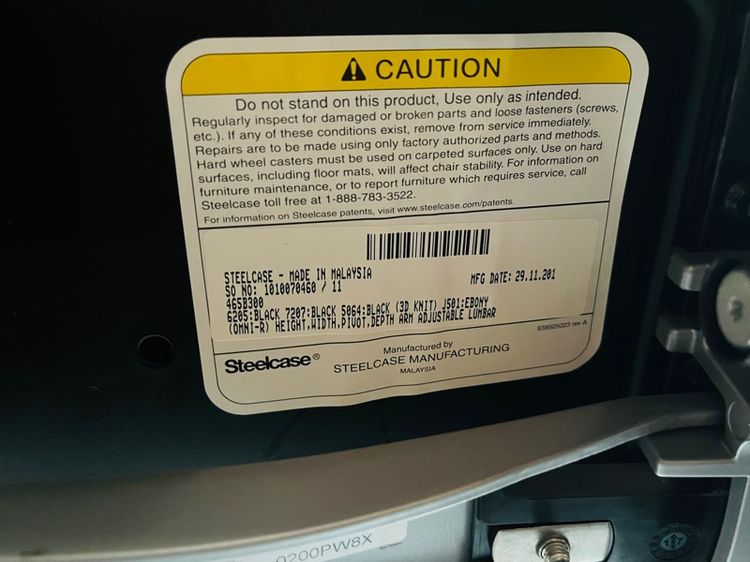 CAUTION
Do not stand on this product, Use only as intended.
Regularly inspect for damaged or broken parts and loose fasteners (screws,
etc.). If any of these conditions exist, remove from service immediately.
Repairs are to be made using only factory authorized parts and methods.
Hard wheel casters must be used on carpeted surfaces only. Use on hard
surfaces, including floor mats, will affect chair stability. For information on
furniture maintenance, or to report furniture which requires service, call
Steelcase toll free at 1-888-783-3522.
For information on Steelcase patents, visit www.steelcase.com/patents.
STEELCASE - MADE IN MALAYSIA
SO NO: 1010070460 / 11 MFG DATE: 29.11.201
465B300
6205:BLACK 7207:BLACK 5064:BLACK (3D KNIT) J501:EBONY
(OMNI-R) HEIGHT,WIDTH,PIVOT,DEPTH ARM ADJUSTABLE LUMBAR
939505023 rev A
Steelcase®
Manufactured by
STEELCASE MANUFACTURING
MALAYSIA
0200PW8X